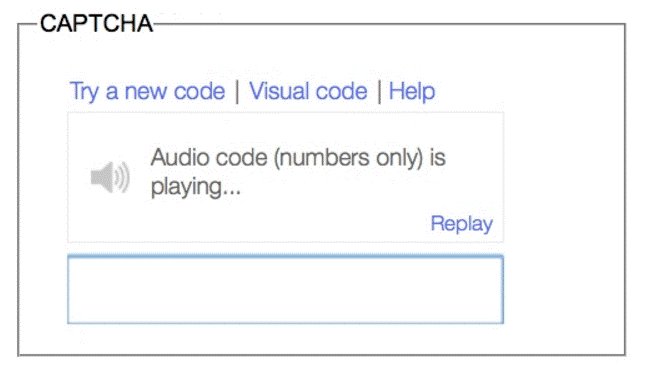 CAPTCHA
Try a new code | Visual code | Help
Audio code (numbers only) is
playing...
Replay